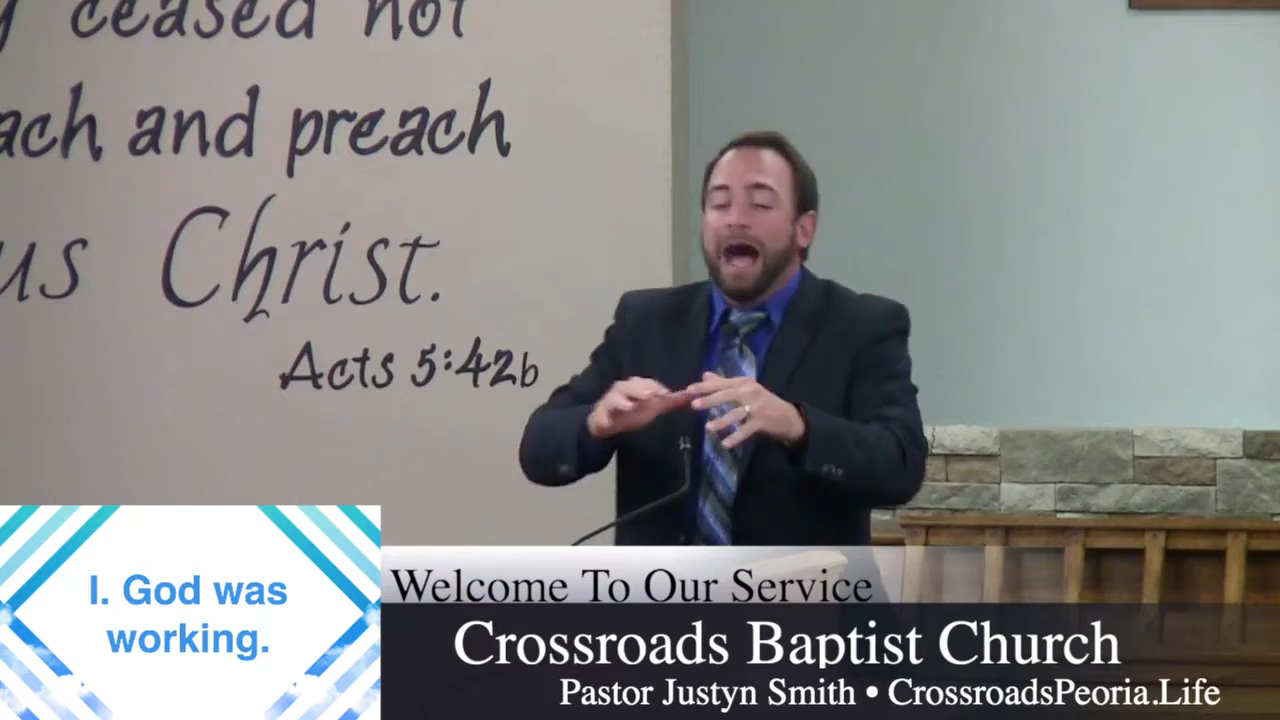 ceased not
ach and preach
us Christ.
Acts 5:42b
I. God was
working.
Welcome To Our Service
Crossroads Baptist Church
Pastor Justyn Smith • CrossroadsPeoria.Life